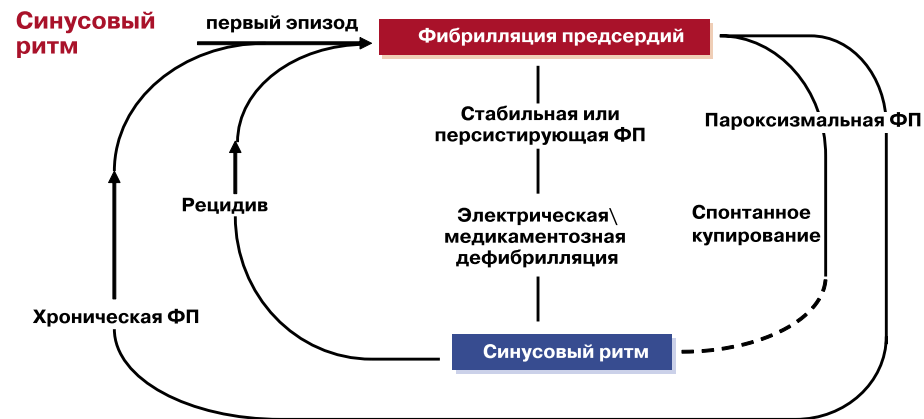 Синусовый
ритм
первый эпизод
Фибрилляция предсердий
Стабильная или
персистирующая ФП
Пароксизмальная ФП
Рецидив
Электрическая\
медикаментозная
дефибрилляция
Спонтанное
купирование
Хроническая ФП
Синусовый ритм